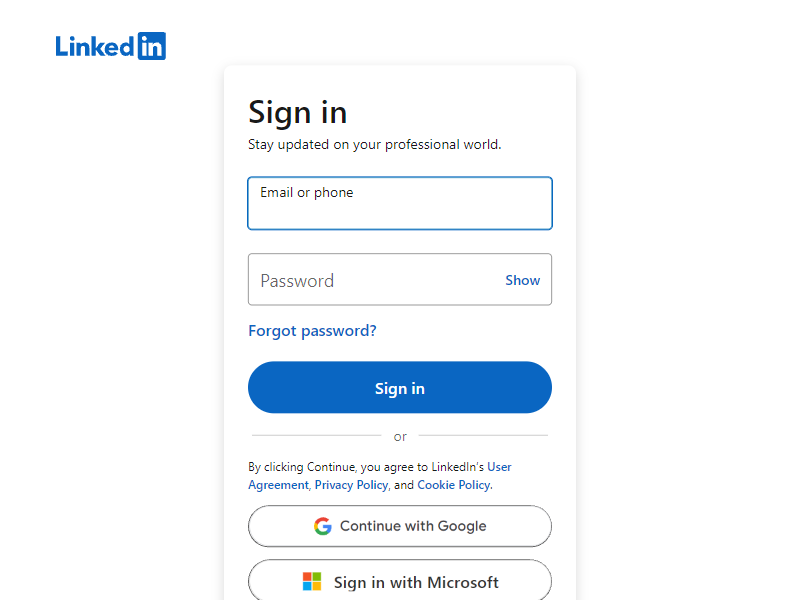 Linked in
Sign in
Stay updated on your professional world.
Email or phone
Password
Show
Forgot password?
Sign in
or
By clicking Continue, you agree to LinkedIn's User
Agreement, Privacy Policy, and Cookie Policy.
Continue with Google
Sign in with Microsoft